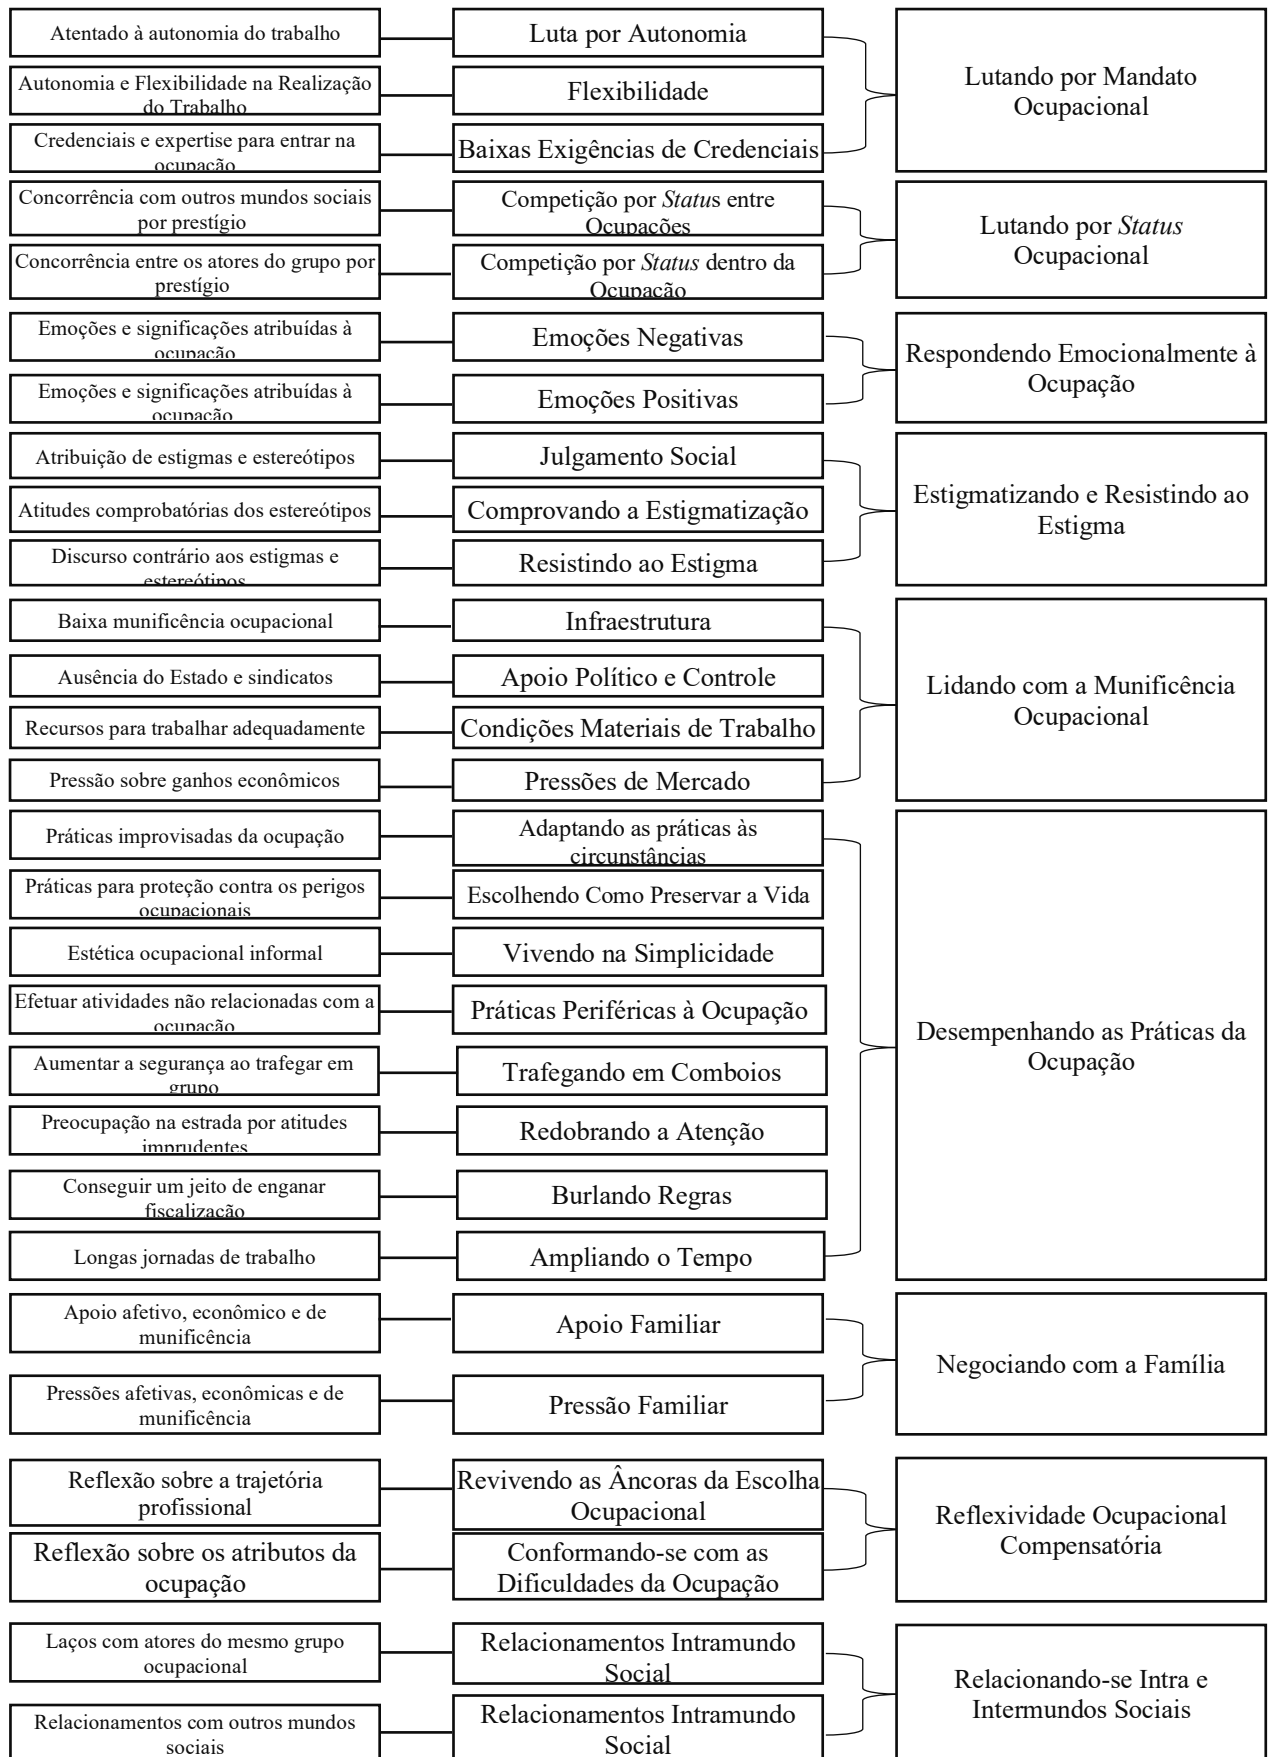 Atentado à autonomia do trabalho
Luta por Autonomia
Autonomia e Flexibilidade na Realização
do Trabalho
Flexibilidade
Credenciais e expertise para entrar na
ocupação
Baixas Exigências de Credenciais
Lutando por Mandato
Ocupacional
Concorrência com outros mundos sociais
por prestígio
Competição por Status entre
Ocupações
Concorrência entre os atores do grupo por
prestígio
Competição por Status dentro da
Ocupação
Lutando por Status
Ocupacional
Emoções e significações atribuídas à
ocupação
Emoções Negativas
Emoções e significações atribuídas à
ocupação
Emoções Positivas
Respondendo Emocionalmente à
Ocupação
Atribuição de estigmas e estereótipos
Julgamento Social
Atitudes comprobatórias dos estereótipos
Comprovando a Estigmatização
Discurso contrário aos estigmas e
estereótipos
Resistindo ao Estigma
Estigmatizando e Resistindo ao
Estigma
Baixa munificência ocupacional
Infraestrutura
Ausência do Estado e sindicatos
Apoio Político e Controle
Recursos para trabalhar adequadamente
Condições Materiais de Trabalho
Pressão sobre ganhos econômicos
Pressões de Mercado
Lidando com a Munificência
Ocupacional
Práticas improvisadas da ocupação
Adaptando as práticas às
circunstâncias
Práticas para proteção contra os perigos
ocupacionais
Escolhendo Como Preservar a Vida
Estética ocupacional informal
Vivendo na Simplicidade
Efetuar atividades não relacionadas com a
ocupação
Práticas Periféricas à Ocupação
Aumentar a segurança ao trafegar em
grupo
Trafegando em Comboios
Preocupação na estrada por atitudes
imprudentes
Redobrando a Atenção
Conseguir um jeito de enganar
fiscalização
Burlando Regras
Longas jornadas de trabalho
Ampliando o Tempo
Desempenhando as Práticas da
Ocupação
Apoio afetivo, econômico e de
munificência
Apoio Familiar
Pressões afetivas, econômicas e de
munificência
Pressão Familiar
Negociando com a Família
Reflexão sobre a trajetória
profissional
Revivendo as Âncoras da Escolha
Ocupacional
Reflexão sobre os atributos da
ocupação
Conformando-se com as
Dificuldades da Ocupação
Reflexividade Ocupacional
Compensatória
Laços com atores do mesmo grupo
ocupacional
Relacionamentos Intramundo
Social
Relacionamentos com outros mundos
sociais
Relacionamentos Intramundo
Social
Relacionando-se Intra e
Intermundos Sociais